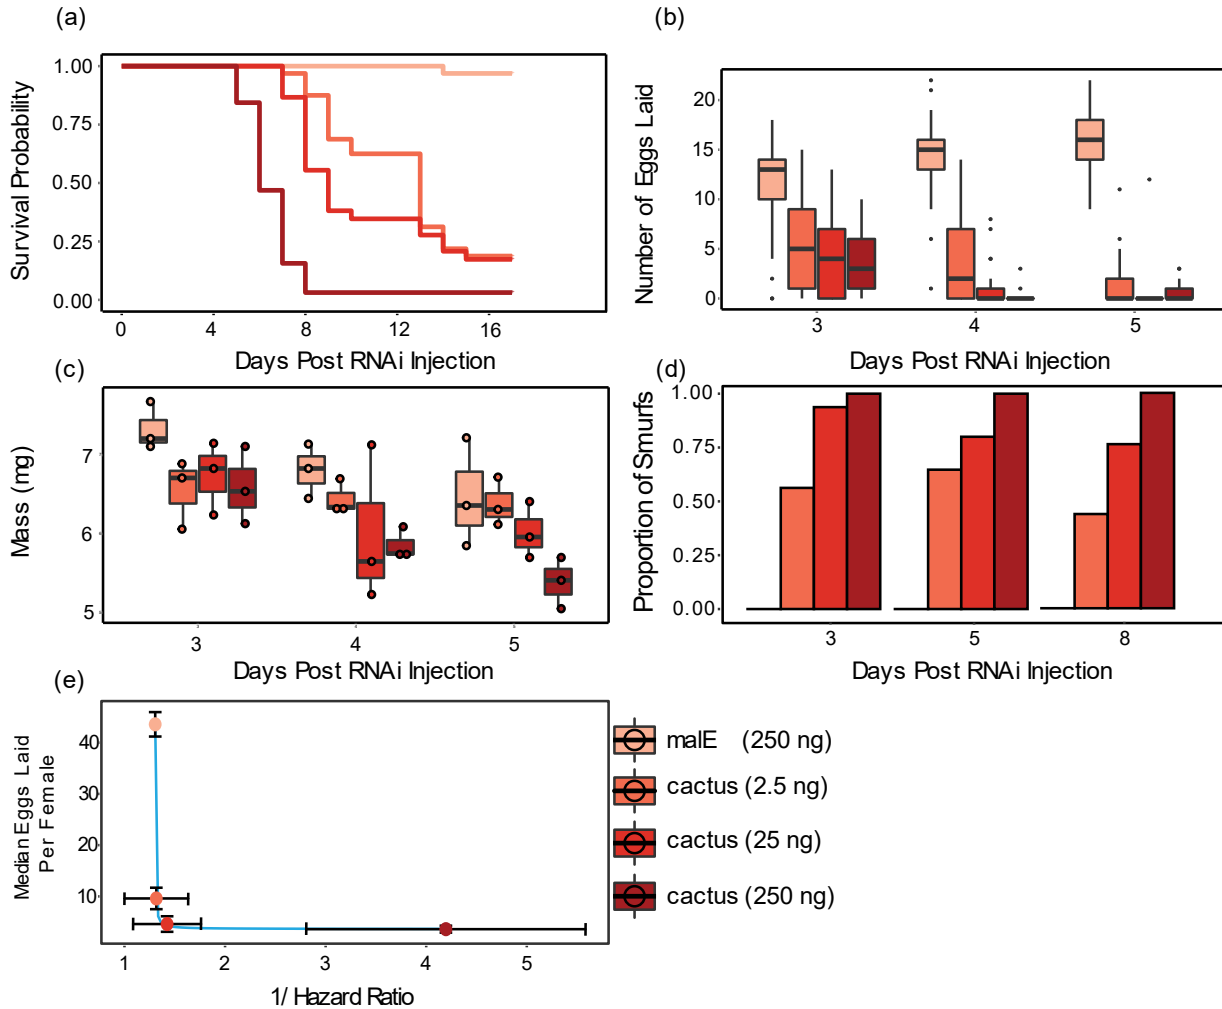 (a)
Survival Probability
1.00
0.75
0.50
0.25
0.00
0 4 8 12 16
Days Post RNAi Injection
(b)
Number of Eggs Laid
20
15
10
5
0
3 4 5
Days Post RNAi Injection
(c)
Mass (mg)
7
6
5
3 4 5
Days Post RNAi Injection
(d)
Proportion of Smurfs
1.00
0.75
0.50
0.25
0.00
3 5 8
Days Post RNAi Injection
(e)
Median Eggs Laid
Per Female
40
30
20
10
1 2 3 4 5
1/ Hazard Ratio
malE (250 ng)
cactus (2.5 ng)
cactus (25 ng)
cactus (250 ng)